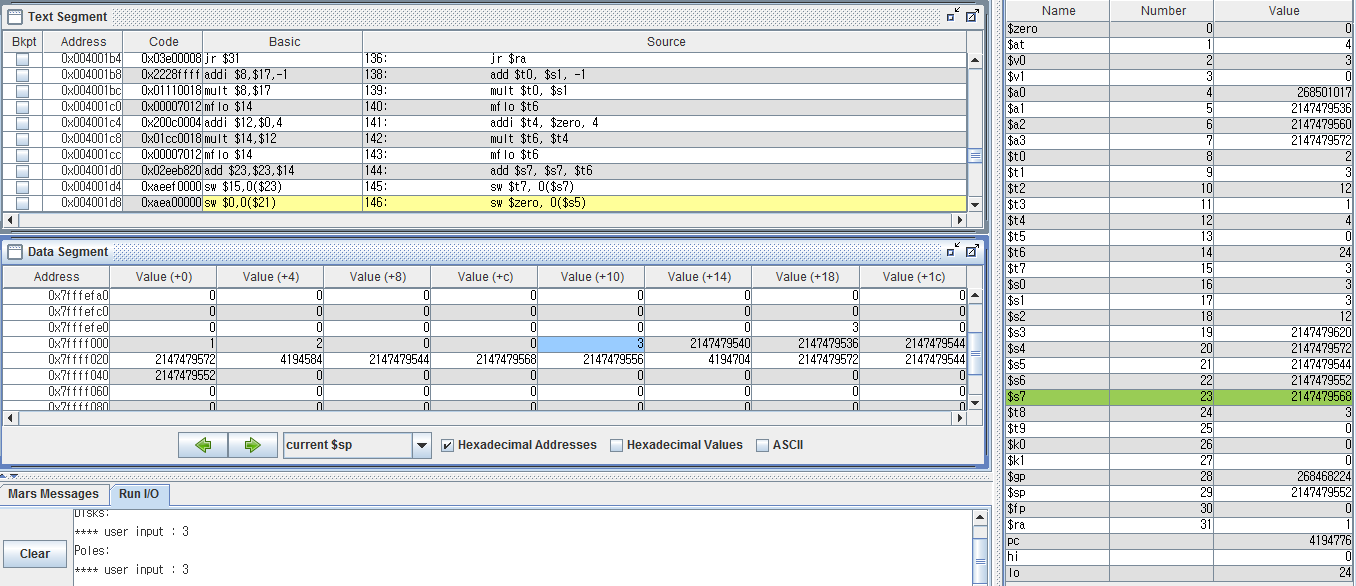 Text Segment
Bkpt Address Code Basic Source
0x004001b4 0x03e00008 jr $31 136: jr $ra
0x004001b8 0x2228ffff addi $8,$17,-1 138: add $t0, $s1, -1
0x004001bc 0x01110018 mult $8,$17 139: mult $t0, $s1
0x004001c0 0x00007012 mflo $14 140: mflo $t6
0x004001c4 0x200c0004 addi $12,$0,4 141: addi $t4, $zero, 4
0x004001c8 0x01cc0018 mult $14,$12 142: mult $t6, $t4
0x004001cc 0x00007012 mflo $14 143: mflo $t6
0x004001d0 0x02eeb820 add $23,$23,$14 144: add $s7, $s7, $t6
0x004001d4 0xaeef0000 sw $15,0($23) 145: sw $t7, 0($s7)
0x004001d8 0xaea00000 sw $0,0($21) 146: sw $zero, 0($s5)
Data Segment
Address Value (+0) Value (+4) Value (+8) Value (+c) Value (+10) Value (+14) Value (+18) Value (+1c)
0x7fffefa0 0 0 0 0 0 0 0 0
0x7fffefc0 0 0 0 0 0 0 0 0
0x7fffefe0 0 0 0 0 0 0 3 0
0x7ffff000 1 2 0 0 3 2147479540 2147479536 2147479544
0x7ffff020 2147479572 4194584 2147479544 2147479568 2147479556 4194704 2147479572 2147479544
0x7ffff040 2147479552 0 0 0 0 0 0 0
0x7ffff060 0 0 0 0 0 0 0 0
0x7ffff080 0 0 0 0 0 0 0 0
current $sp Hexadecimal Addresses Hexadecimal Values ASCII
Mars Messages Run I/O
Clear
Disks:
**** user input : 3
Poles:
**** user input : 3
Name Number Value
$zero 0 0
$at 1 4
$v0 2 3
$v1 3 0
$a0 4 268501017
$a1 5 2147479536
$a2 6 2147479560
$a3 7 2147479572
$t0 8 2
$t1 9 3
$t2 10 12
$t3 11 1
$t4 12 4
$t5 13 0
$t6 14 24
$t7 15 3
$s0 16 3
$s1 17 3
$s2 18 12
$s3 19 2147479620
$s4 20 2147479572
$s5 21 2147479544
$s6 22 2147479552
$s7 23 2147479568
$t8 24 3
$t9 25 0
$k0 26 0
$k1 27 0
$gp 28 268468224
$sp 29 2147479552
$fp 30 0
$ra 31 1
pc 4194776
hi 0
lo 24